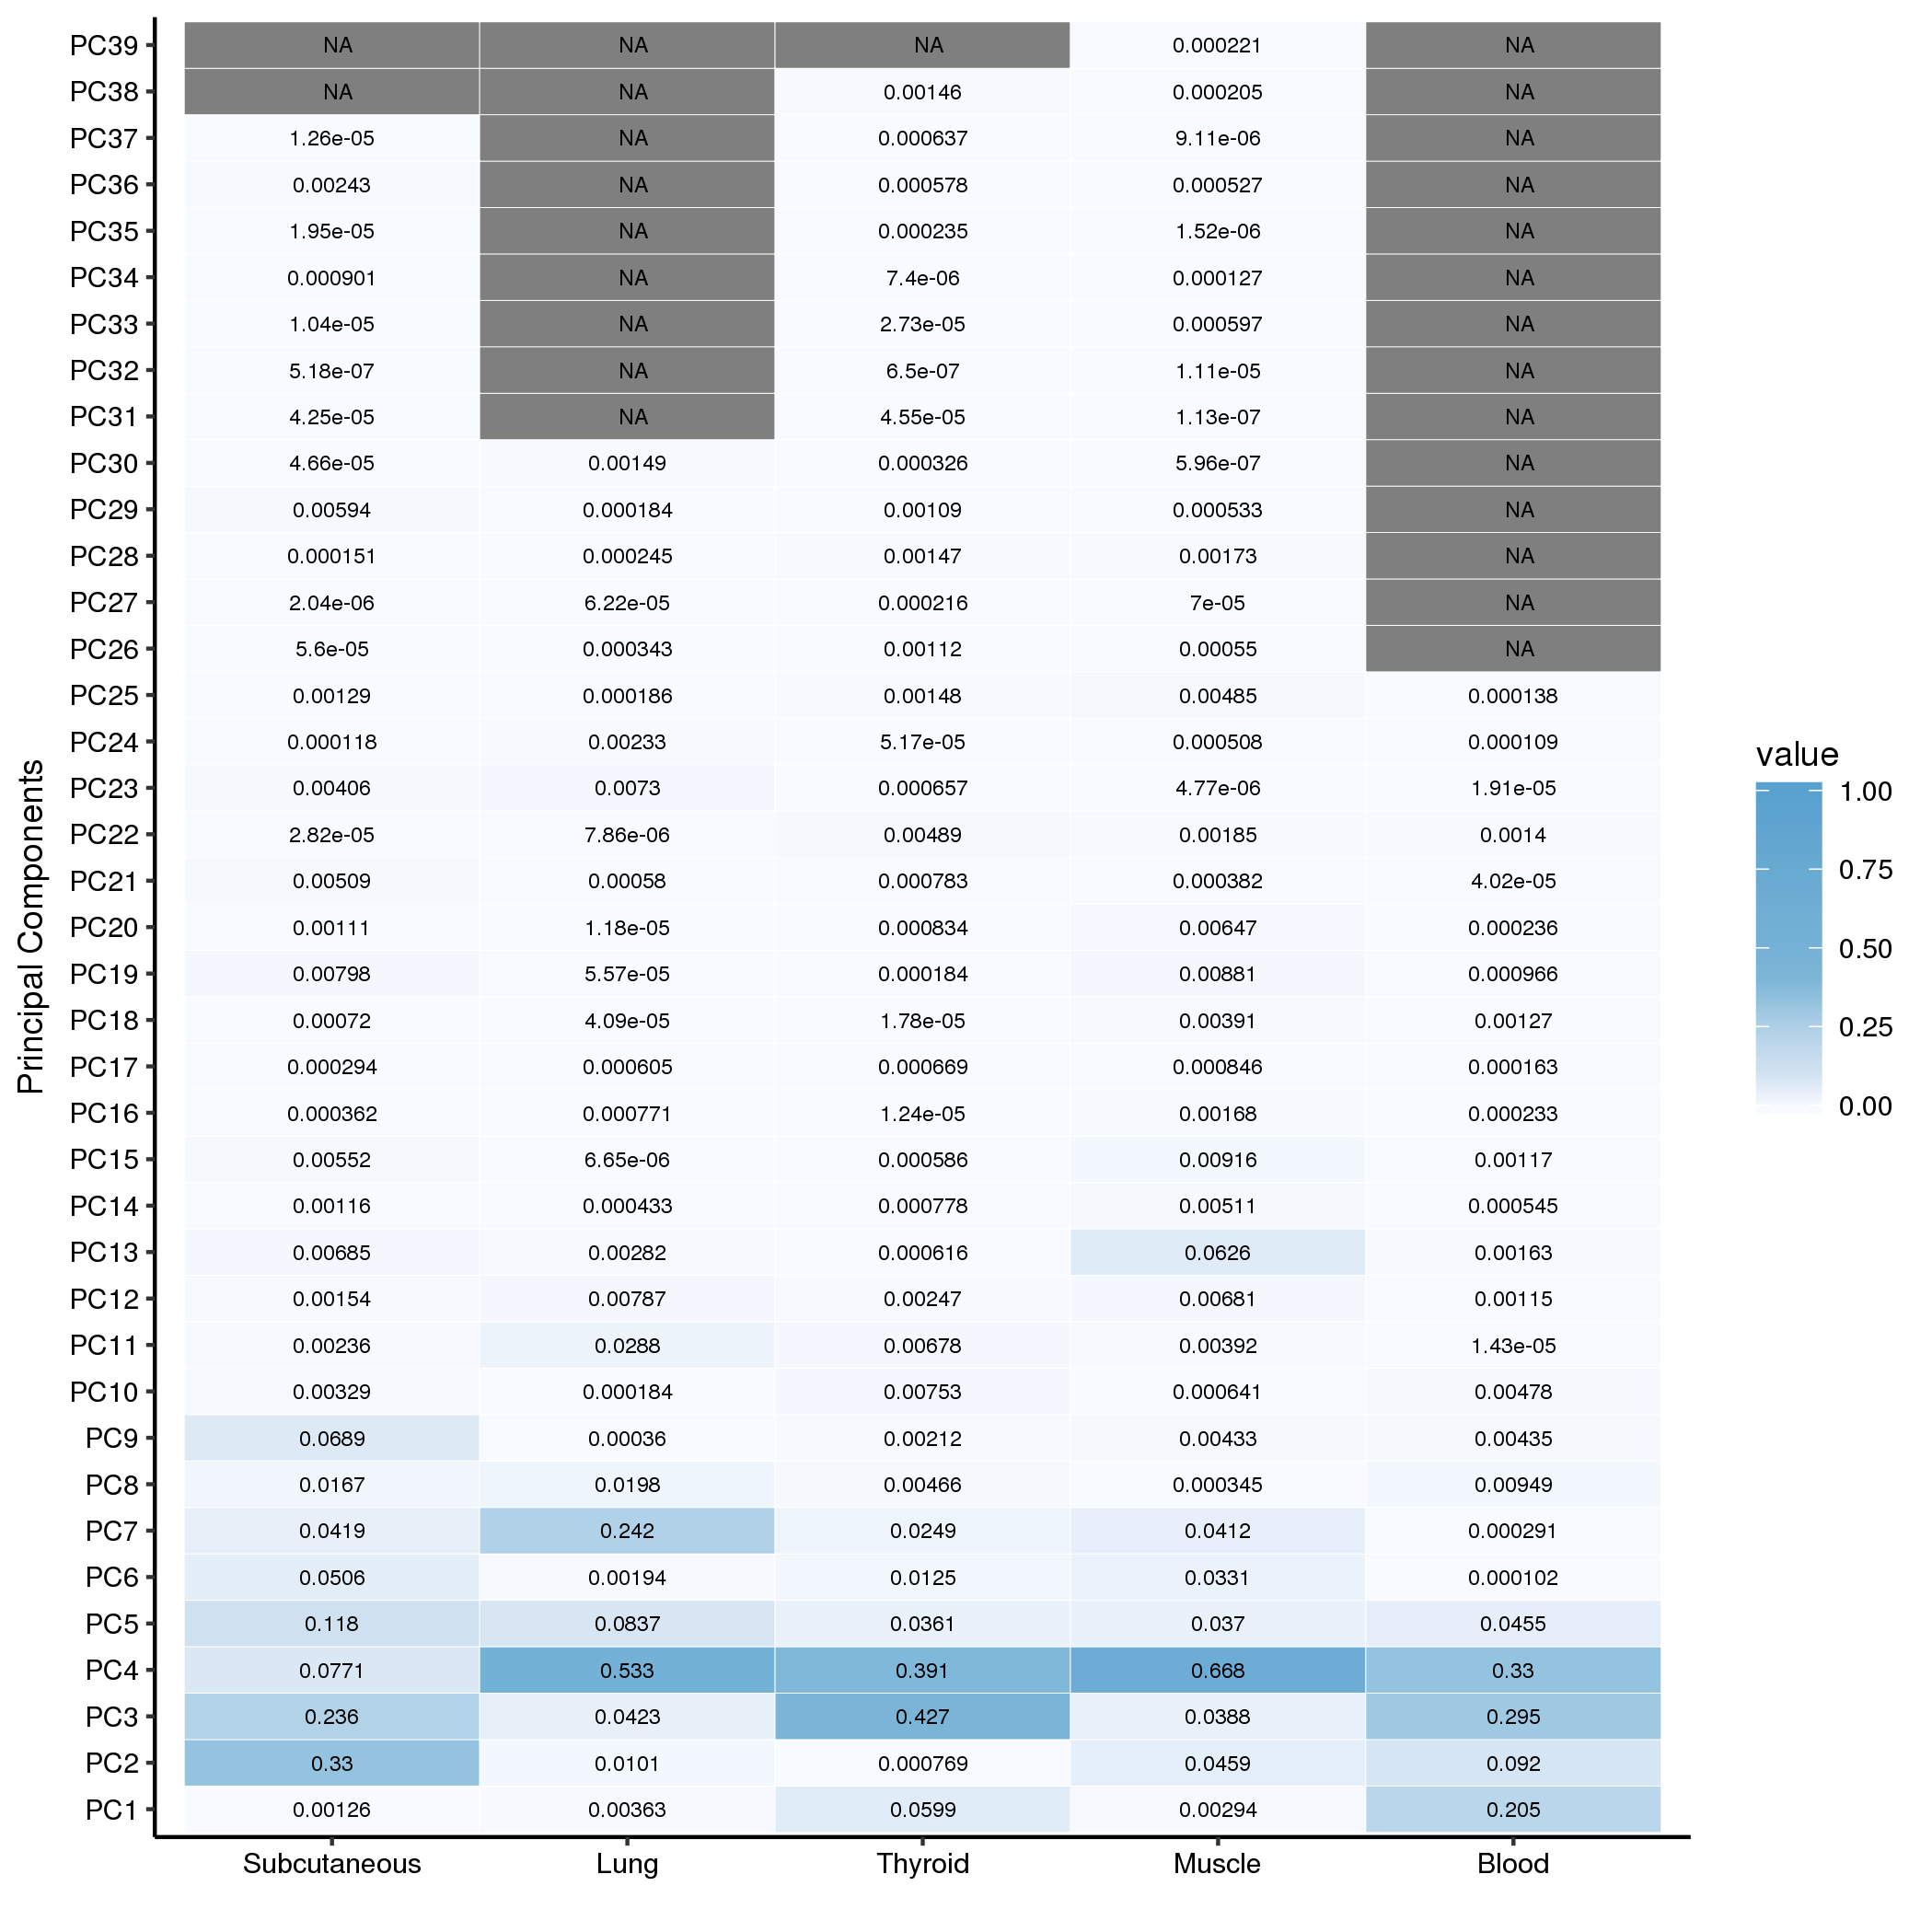 PC39 NA NA NA 0.000221 NA
PC38 NA NA 0.00146 0.000205 NA
PC37 1.26e-05 NA 0.000637 9.11e-06 NA
PC36 0.00243 NA 0.000578 0.000527 NA
PC35 1.95e-05 NA 0.000235 1.52e-06 NA
PC34 0.000901 NA 7.4e-06 0.000127 NA
PC33 1.04e-05 NA 2.73e-05 0.000597 NA
PC32 5.18e-07 NA 6.5e-07 1.11e-05 NA
PC31 4.25e-05 NA 4.55e-05 1.13e-07 NA
PC30 4.66e-05 0.00149 0.000326 5.96e-07 NA
PC29 0.00594 0.000184 0.00109 0.000533 NA
PC28 0.000151 0.000245 0.00147 0.00173 NA
PC27 2.04e-06 6.22e-05 0.000216 7e-05 NA
PC26 5.6e-05 0.000343 0.00112 0.00055 NA
PC25 0.00129 0.000186 0.00148 0.00485 0.000138
PC24 0.000118 0.00233 5.17e-05 0.000508 0.000109
PC23 0.00406 0.0073 0.000657 4.77e-06 1.91e-05
PC22 2.82e-05 7.86e-06 0.00489 0.00185 0.0014
PC21 0.00509 0.00058 0.000783 0.000382 4.02e-05
PC20 0.00111 1.18e-05 0.000834 0.00647 0.000236
PC19 0.00798 5.57e-05 0.000184 0.00881 0.000966
PC18 0.00072 4.09e-05 1.78e-05 0.00391 0.00127
PC17 0.000294 0.000605 0.000669 0.000846 0.000163
PC16 0.000362 0.000771 1.24e-05 0.00168 0.000233
PC15 0.00552 6.65e-06 0.000586 0.00916 0.00117
PC14 0.00116 0.000433 0.000778 0.00511 0.000545
PC13 0.00685 0.00282 0.000616 0.0626 0.00163
PC12 0.00154 0.00787 0.00247 0.00681 0.00115
PC11 0.00236 0.0288 0.00678 0.00392 1.43e-05
PC10 0.00329 0.000184 0.00753 0.000641 0.00478
PC9 0.0689 0.00036 0.00212 0.00433 0.00435
PC8 0.0167 0.0198 0.00466 0.000345 0.00949
PC7 0.0419 0.242 0.0249 0.0412 0.000291
PC6 0.0506 0.00194 0.0125 0.0331 0.000102
PC5 0.118 0.0837 0.0361 0.037 0.0455
PC4 0.0771 0.533 0.391 0.668 0.33
PC3 0.236 0.0423 0.427 0.0388 0.295
PC2 0.33 0.0101 0.000769 0.0459 0.092
PC1 0.00126 0.00363 0.0599 0.00294 0.205
Subcutaneous Lung Thyroid Muscle Blood
Principal Components
value
1.00
0.75
0.50
0.25
0.00